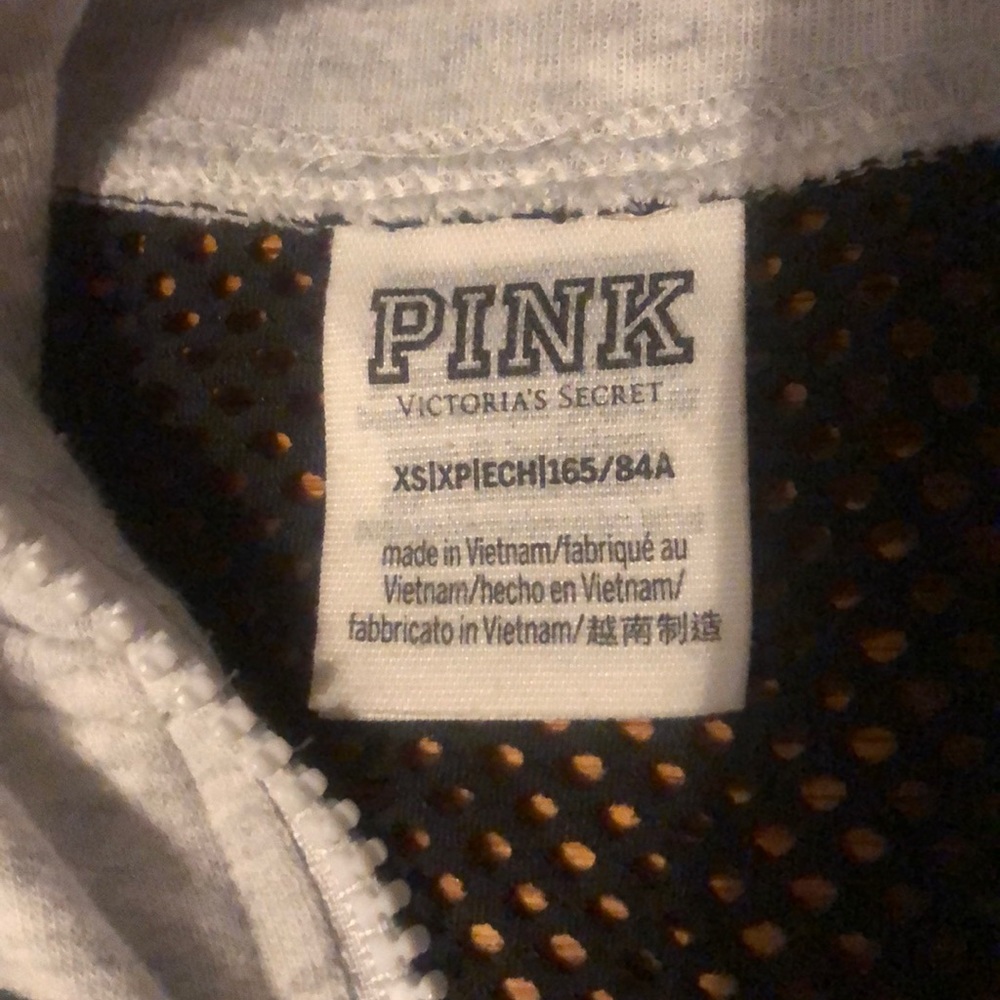 PINK
VICTORIA'S SECRET
XS|XP|ECH|165/84A
made in Vietnam/fabriqué au
Vietnam/hecho en Vietnam/
fabbricato in Vietnam/越南制造